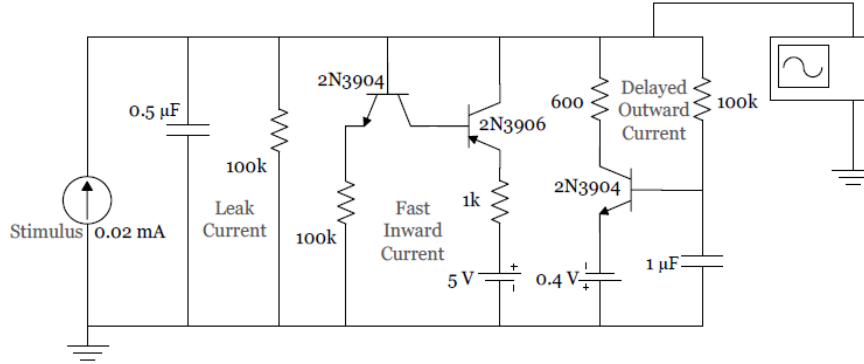 2N3904
0.5 µF
100k
Leak
Current
Stimulus
0.02 mA
100k
Fast
Inward
Current
2N3906
1k
5 V
+
-
600
Delayed
Outward
Current
100k
2N3904
0.4 V
-
+
1 µF